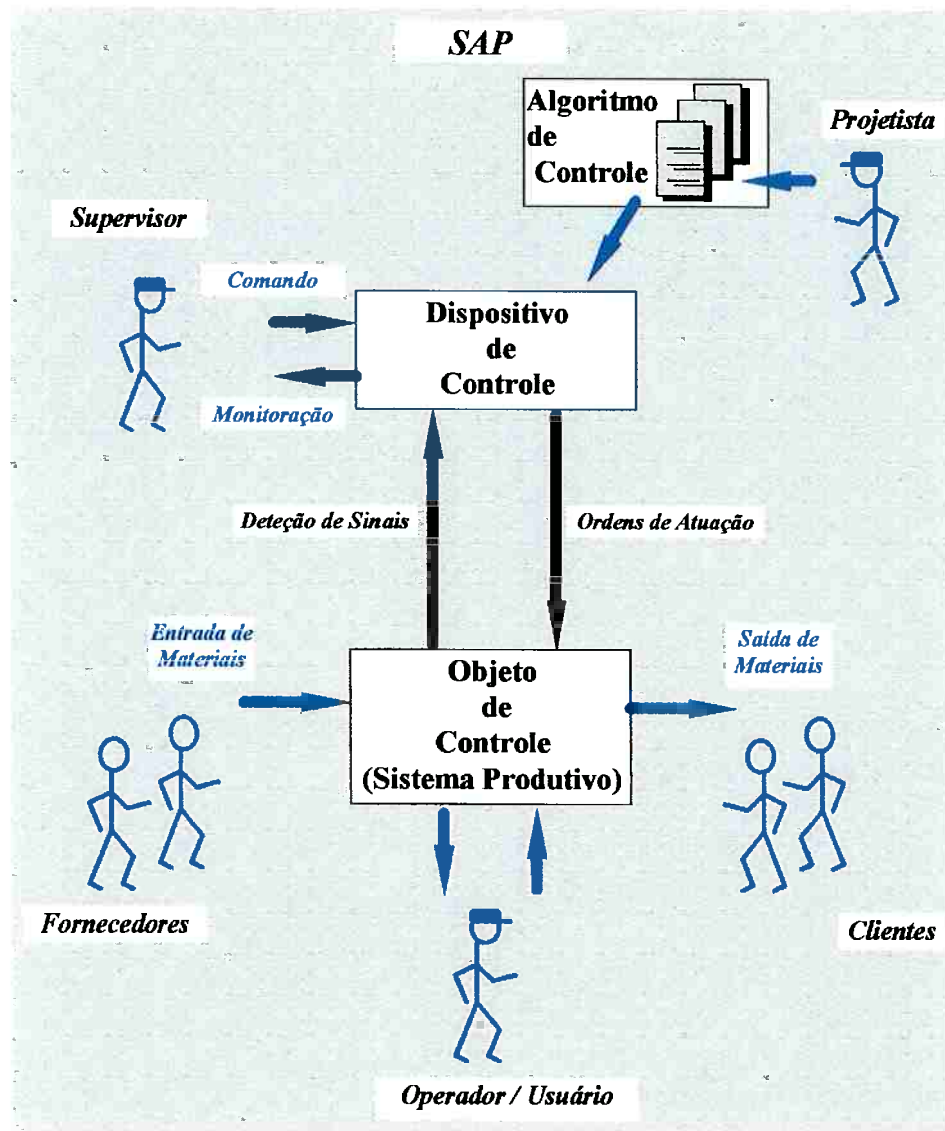 SAP
Algoritmo
de
Controle
Projetista
Supervisor
Comando
Dispositivo
de
Controle
Monitoração
Deteção de Sinais
Ordens de Atuação
Entrada de
Materiais
Saída de
Materiais
Objeto
de
Controle
(Sistema Produtivo)
Fornecedores
Clientes
Operador / Usuário